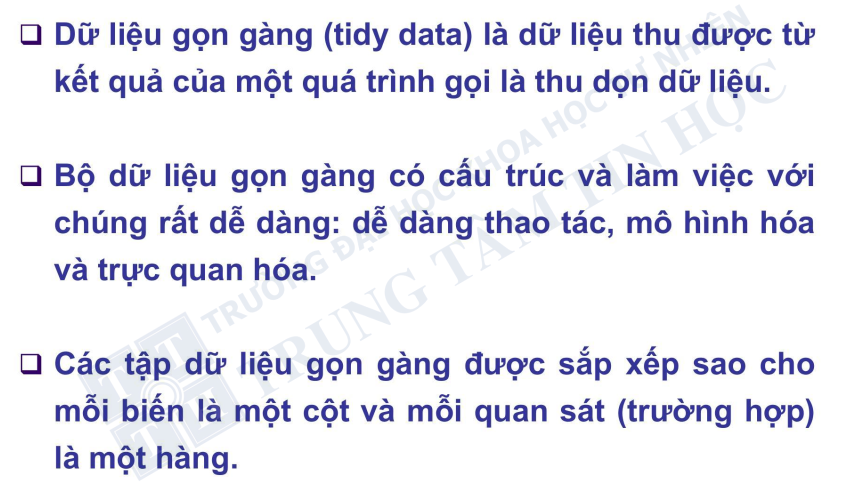 ❑ Dữ liệu gọn gàng (tidy data) là dữ liệu thu được từ
kết quả của một quá trình gọi là thu dọn dữ liệu.
❑ Bộ dữ liệu gọn gàng có cấu trúc và làm việc với
chúng rất dễ dàng: dễ dàng thao tác, mô hình hóa
và trực quan hóa.
❑ Các tập dữ liệu gọn gàng được sắp xếp sao cho
mỗi biến là một cột và mỗi quan sát (trường hợp)
là một hàng.
TRƯỜNG ĐẠI HỌC KHOA HỌC TỰ NHIÊN
TRUNG TÂM TIN HỌC